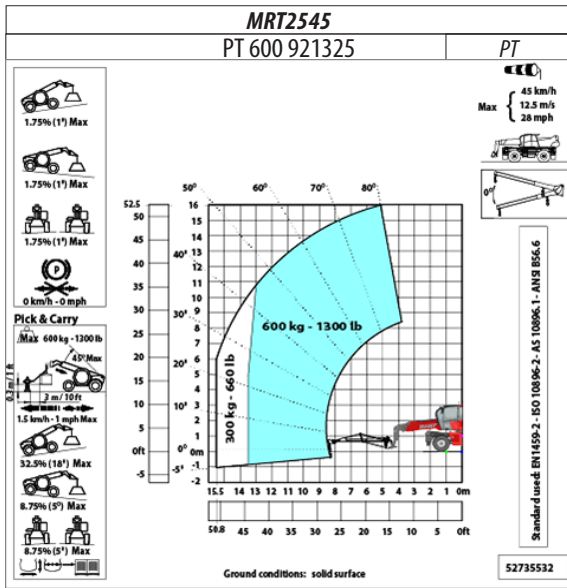 MRT2545
PT 600 921325
PT
1.75% (1°) Max
1.75% (1°) Max
1.75% (1°) Max
P
0 km/h - 0 mph
Pick & Carry
Max
600 kg - 1300 lb
45° Max
0.3 m / 1 ft
3 m / 10 ft
1.5 km/h - 1 mph Max
32.5% (18°) Max
8.75% (5°) Max
8.75% (5°) Max
50° 60° 70° 80°
40°
30°
20°
10°
0°
-5°
52.5
50
45
40
35
30
25
20
15
10
5
0ft
-5
16
15
14
13
12
11
10
9
8
7
6
5
4
3
2
1
0m
-1
-2
600 kg - 1300 lb
300 kg - 660 lb
15.5 14 13 12 11 10 9 8 7 6 5 4 3 2 1 0m
50.8 45 40 35 30 25 20 15 10 5 0ft
Ground conditions: solid surface
Max
45 km/h
12.5 m/s
28 mph
0°
Standard used: EN1459-2 - ISO 10896-2 - AS 10896.1 - ANSI B56.6
52735532